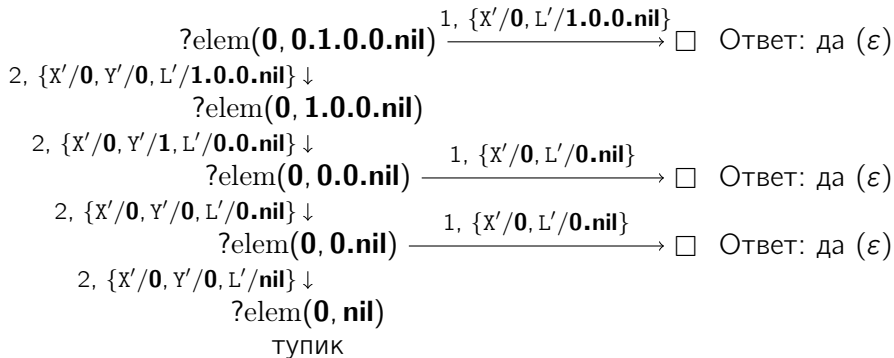 ?elem(0, 0.1.0.0.nil) 1, {X′/0, L′/1.0.0.nil} → □ Ответ: да (ε)
2, {X′/0, Y′/0, L′/1.0.0.nil} ↓
?elem(0, 1.0.0.nil)
2, {X′/0, Y′/1, L′/0.0.nil} ↓
?elem(0, 0.0.nil) 1, {X′/0, L′/0.nil} → □ Ответ: да (ε)
2, {X′/0, Y′/0, L′/0.nil} ↓
?elem(0, 0.nil) 1, {X′/0, L′/0.nil} → □ Ответ: да (ε)
2, {X′/0, Y′/0, L′/nil} ↓
?elem(0, nil)
тупик